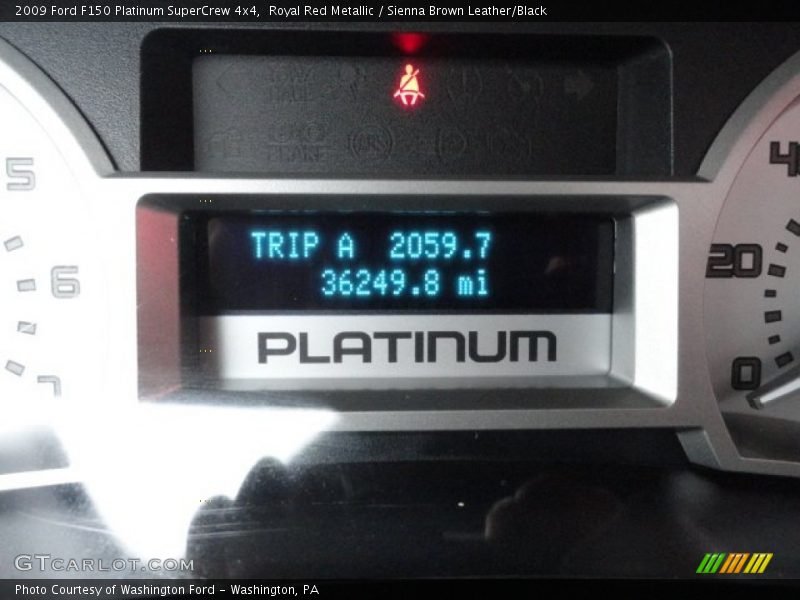 2009 Ford F150 Platinum SuperCrew 4x4, Royal Red Metallic / Sienna Brown Leather/Black
5
6
7
TRIP A 2059.7
36249.8 mi
PLATINUM
20
0
GTCARLOT.COM
Photo Courtesy of Washington Ford - Washington, PA